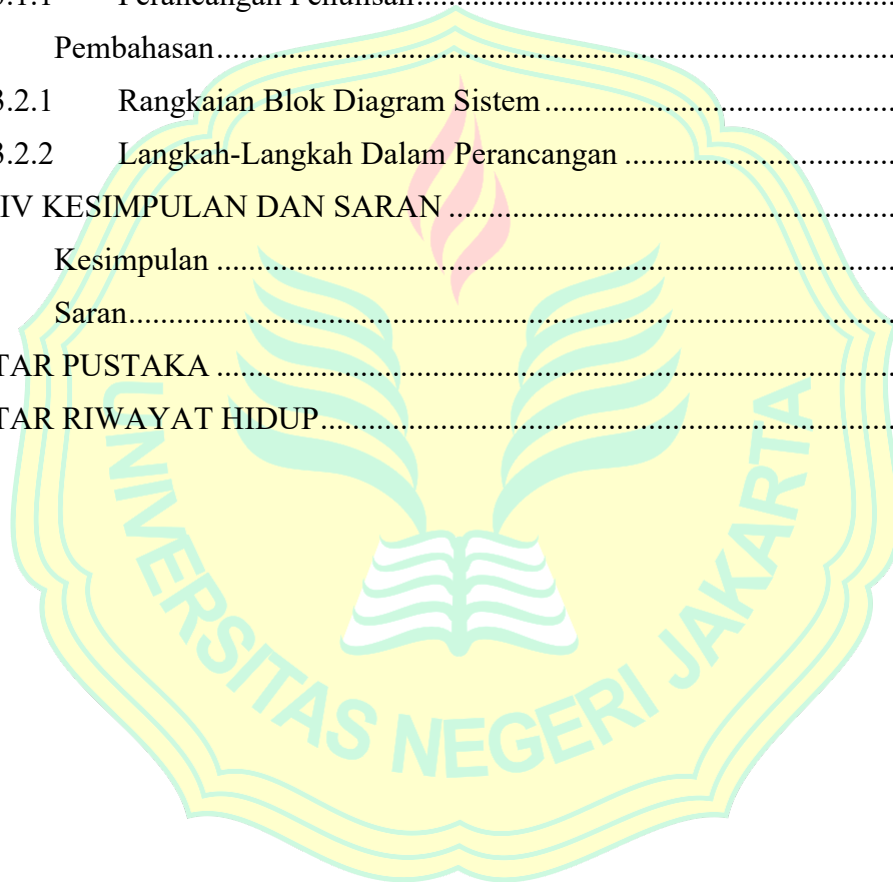 Pembahasan........................................................................
3.2.1 Rangkaian Blok Diagram Sistem........................................
3.2.2 Langkah-Langkah Dalam Perancangan ................................
IV KESIMPULAN DAN SARAN ..................................................
Kesimpulan .......................................................................
Saran................................................................................
TAR PUSTAKA .....................................................................
TAR RIWAYAT HIDUP..........................................................
UNIVERSITAS NEGERI JAKARTA